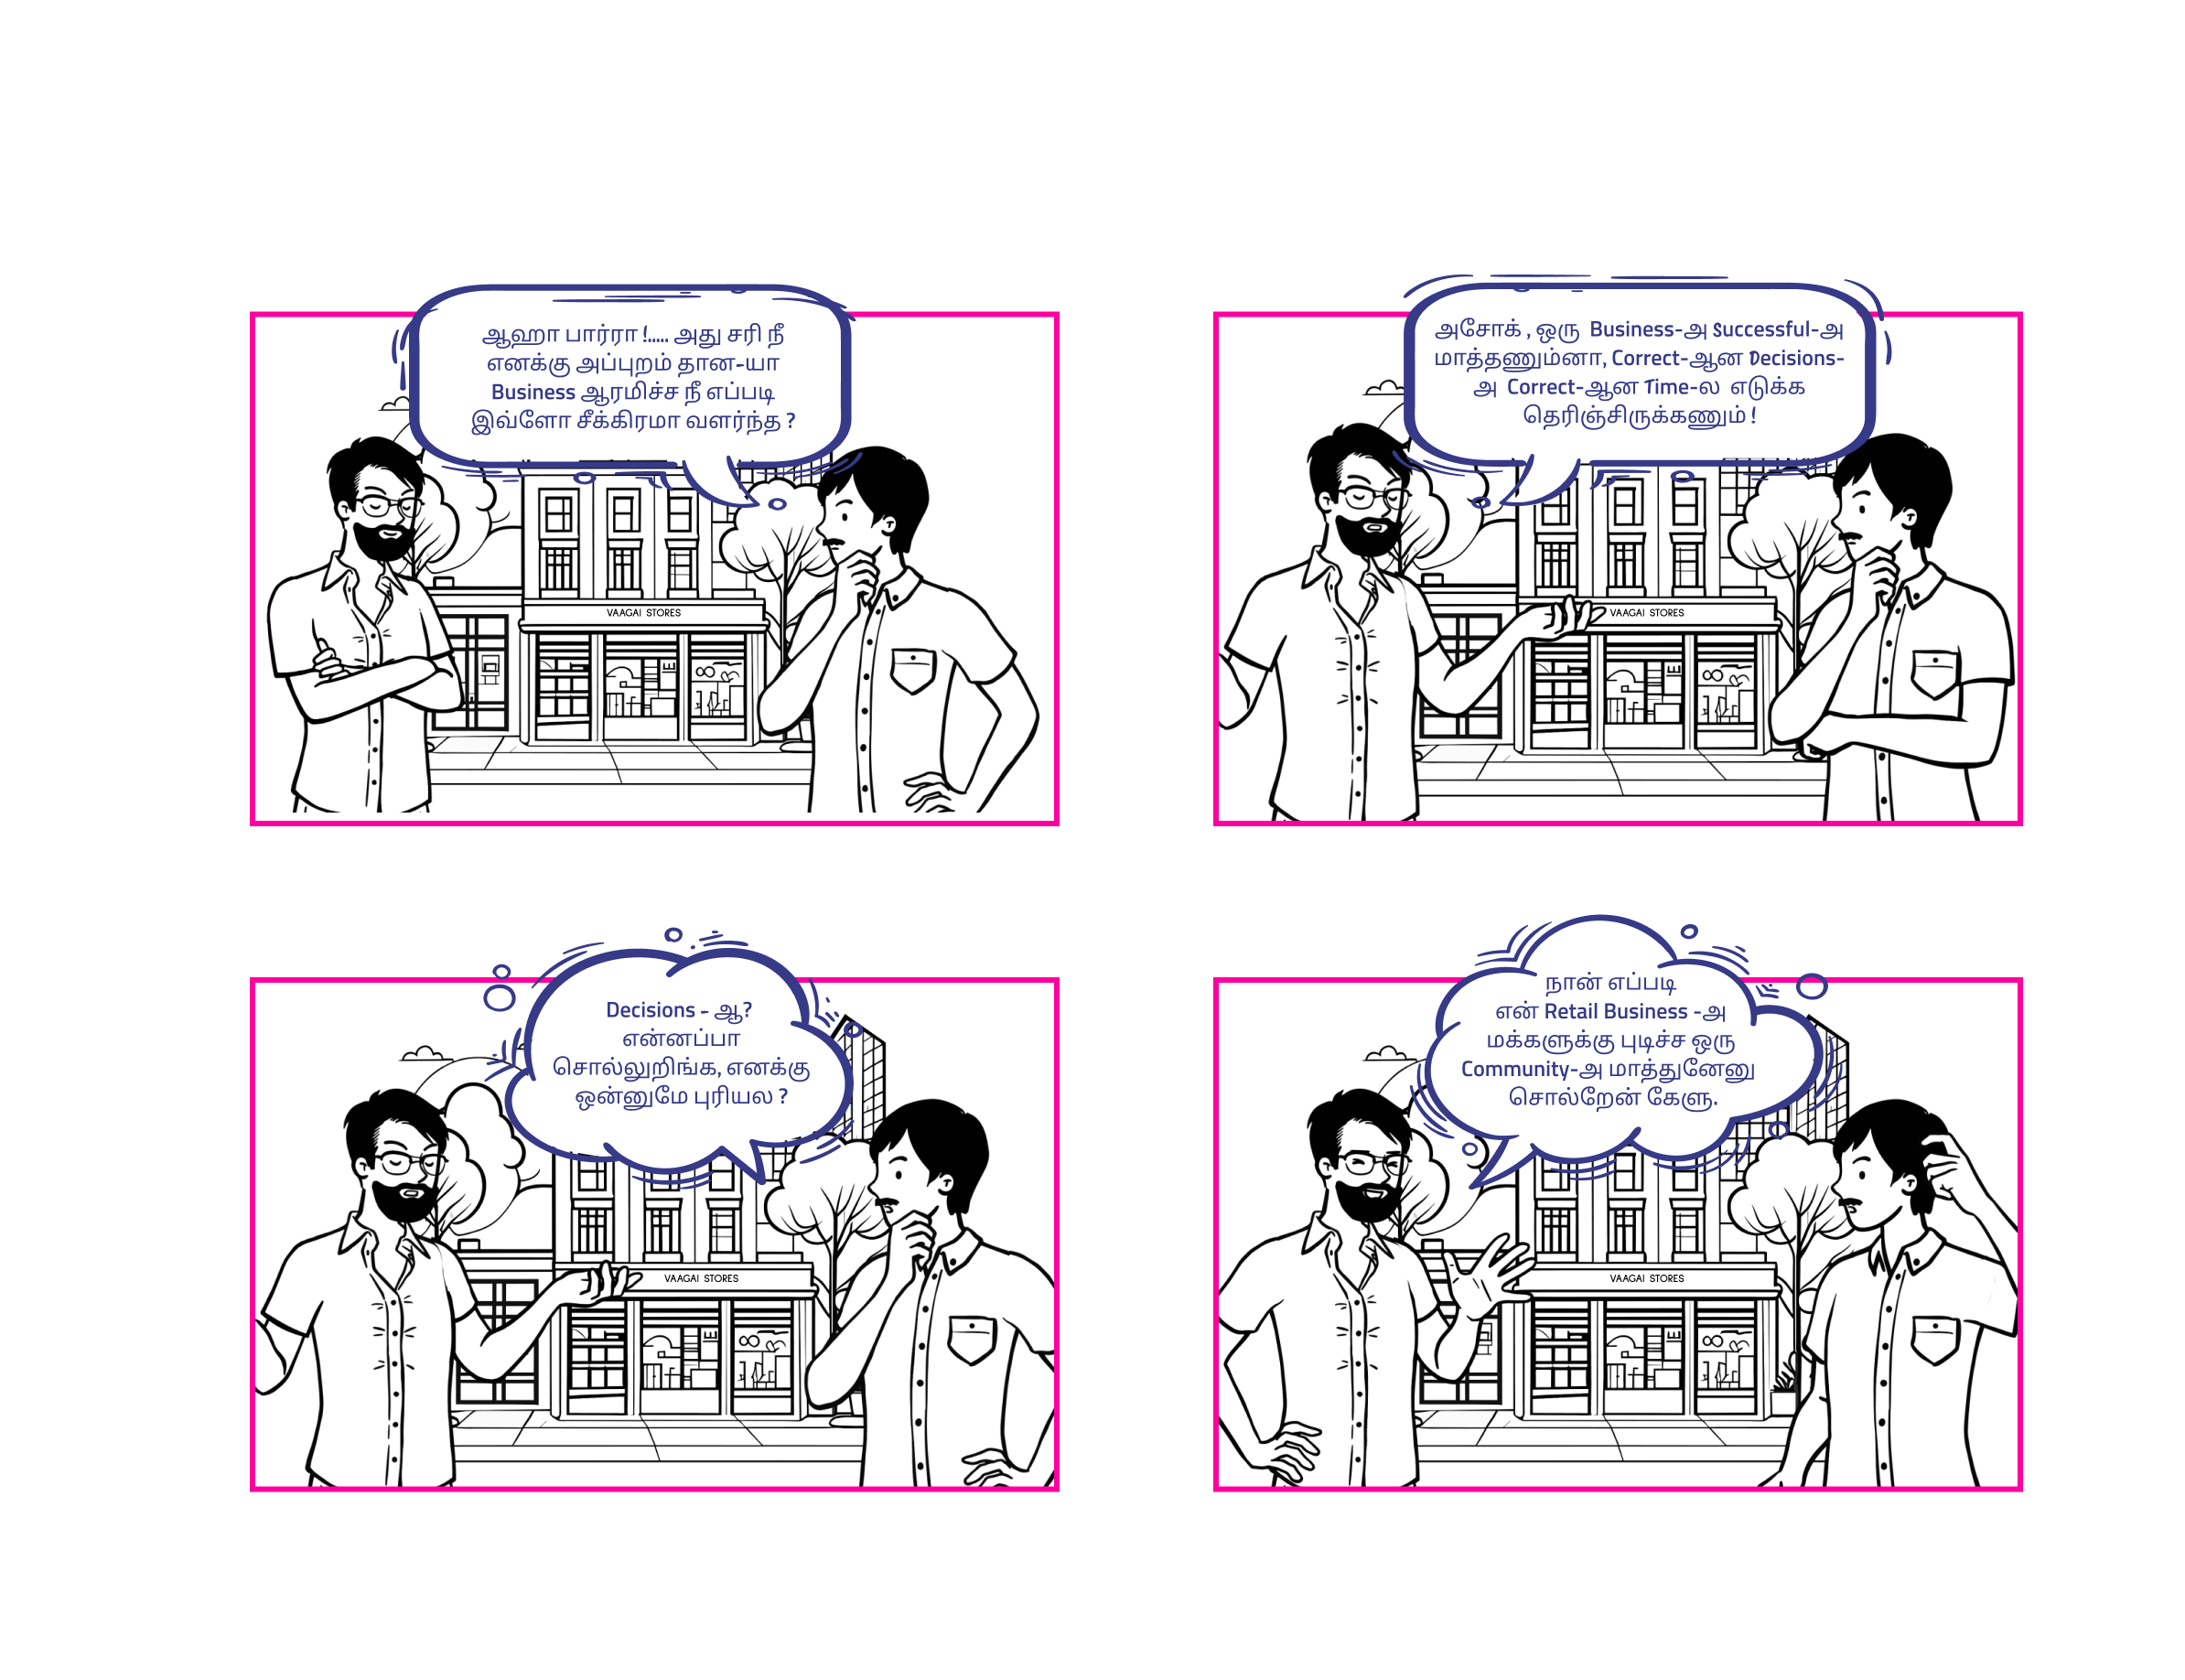 ஆஹா பார்ரா !..... அது சரி நீ
எனக்கு அப்புறம் தான-யா
Business ஆரமிச்ச நீ எப்படி
இவ்ளோ சீக்கிரமா வளர்ந்த ?
VAAGAI STORES
அசோக் , ஒரு Business-அ Successful-அ
மாத்தணும்னா, Correct-ஆன Decisions-
அ Correct-ஆன Time-ல எடுக்க
தெரிஞ்சிருக்கணும் !
VAAGAI STORES
Decisions - ஆ?
என்னப்பா
சொல்லுறிங்க, எனக்கு
ஒன்னுமே புரியல ?
VAAGAI STORES
நான் எப்படி
என் Retail Business -அ
மக்களுக்கு புடிச்ச ஒரு
Community-அ மாத்துனேனு
சொல்றேன் கேளு.
VAAGAI STORES